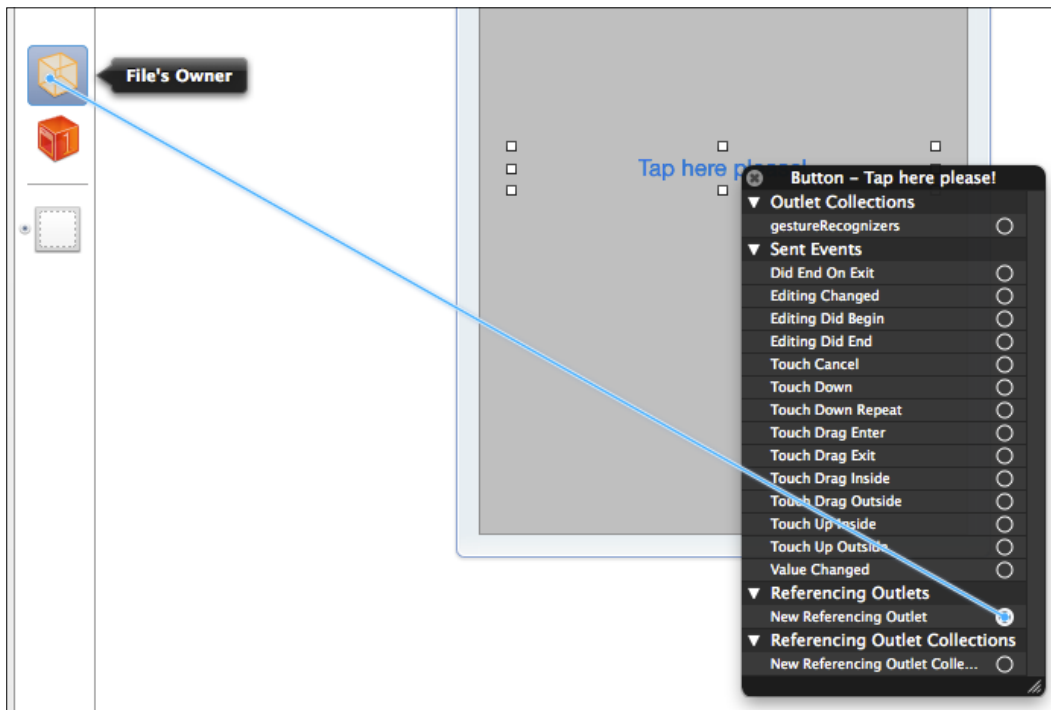 File's Owner
1
Tap here please!
Button – Tap here please!
Outlet Collections
gestureRecognizers
Sent Events
Did End On Exit
Editing Changed
Editing Did Begin
Editing Did End
Touch Cancel
Touch Down
Touch Down Repeat
Touch Drag Enter
Touch Drag Exit
Touch Drag Inside
Touch Drag Outside
Touch Up Inside
Touch Up Outside
Value Changed
Referencing Outlets
New Referencing Outlet
Referencing Outlet Collections
New Referencing Outlet Colle...